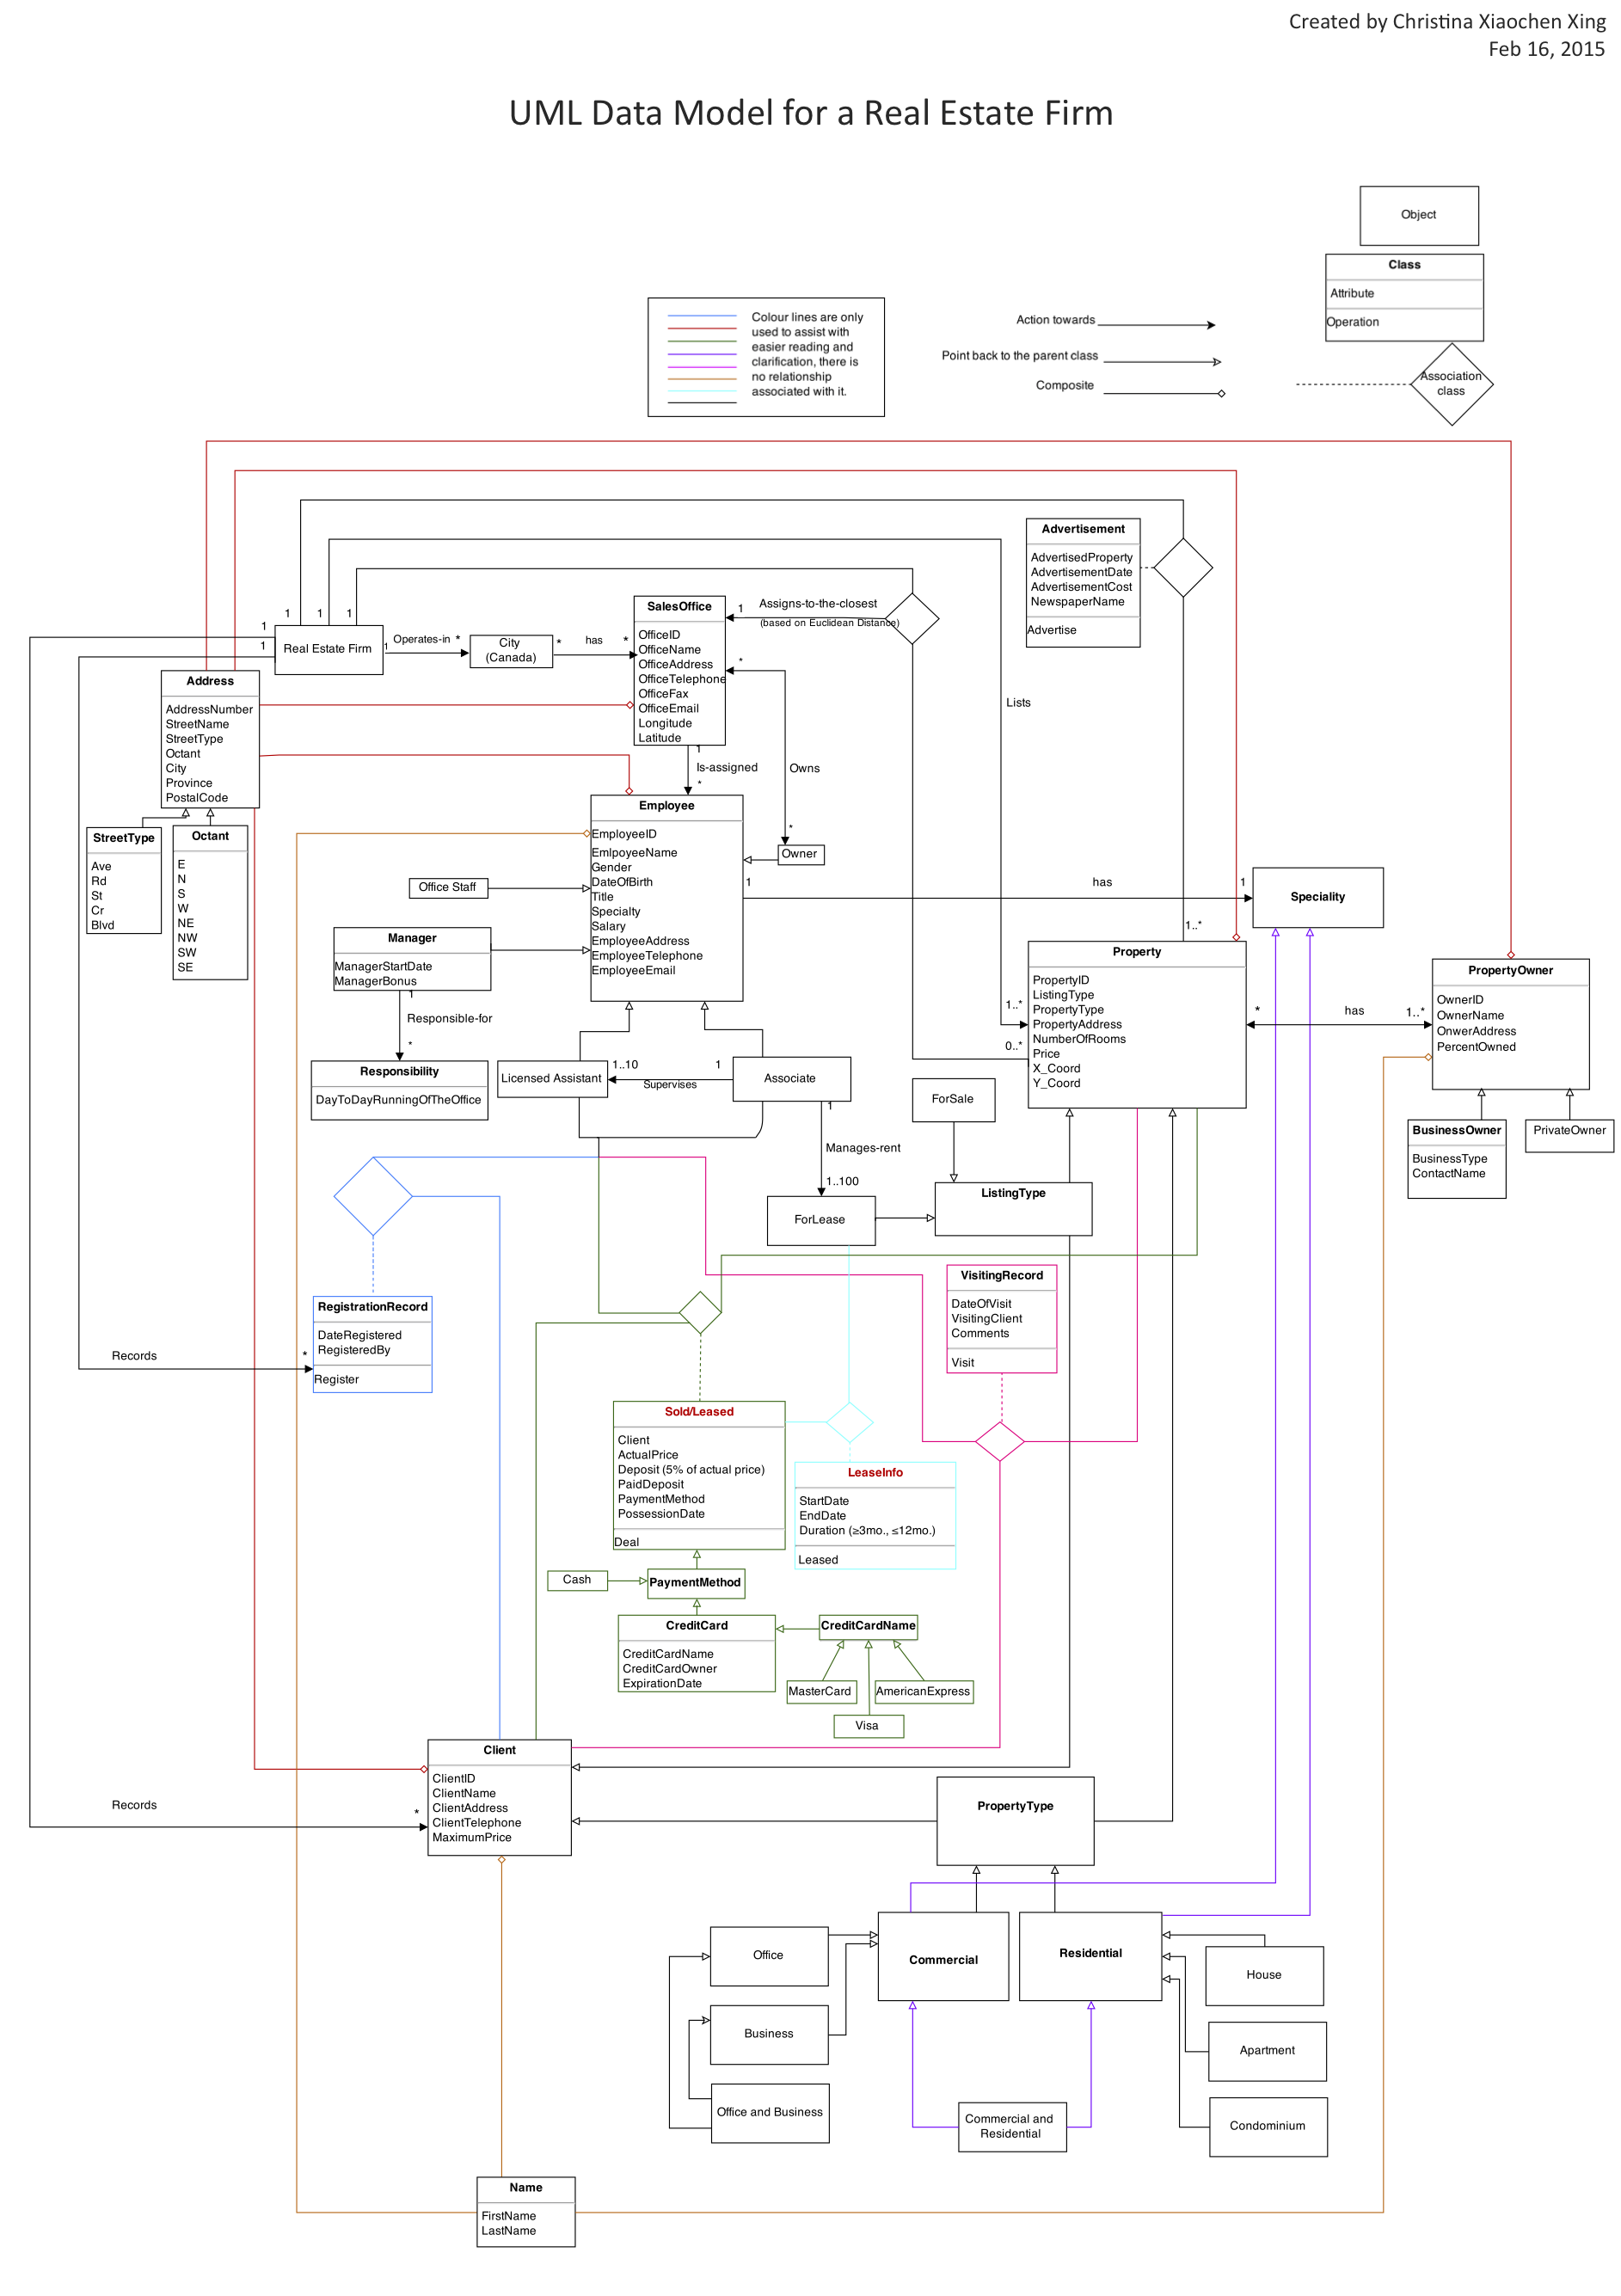 Created by Christina Xiaochen Xing
Feb 16, 2015
UML Data Model for a Real Estate Firm
Object
Class
Attribute
Operation
Association
class
Action towards
Point back to the parent class
Composite
Colour lines are only
used to assist with
easier reading and
clarification, there is
no relationship
associated with it.
Advertisement
AdvertisedProperty
AdvertisementDate
AdvertisementCost
NewspaperName
Advertise
1
1
1
1
1
Real Estate Firm
1
Operates-in
*
City
(Canada)
*
has
*
SalesOffice
OfficeID
OfficeName
OfficeAddress
OfficeTelephone
OfficeFax
OfficeEmail
Longitude
Latitude
1
Assigns-to-the-closest
(based on Euclidean Distance)
*
Owns
*
Owner
Lists
1
Is-assigned
*
Address
AddressNumber
StreetName
StreetType
Octant
City
Province
PostalCode
StreetType
Ave
Rd
St
Cr
Blvd
Octant
E
N
S
W
NE
NW
SW
SE
Employee
EmployeeID
EmlpoyeeName
Gender
DateOfBirth
Title
Specialty
Salary
EmployeeAddress
EmployeeTelephone
EmployeeEmail
Office Staff
1
has
1
Speciality
Manager
ManagerStartDate
ManagerBonus
1
Responsible-for
*
Responsibility
DayToDayRunningOfTheOffice
1..*
Property
PropertyID
ListingType
PropertyType
PropertyAddress
NumberOfRooms
Price
X_Coord
Y_Coord
1..*
0..*
*
has
1..*
PropertyOwner
OwnerID
OwnerName
OnwerAddress
PercentOwned
BusinessOwner
BusinessType
ContactName
PrivateOwner
Licensed Assistant
1..10
Supervises
1
Associate
1
Manages-rent
1..100
ForSale
ForLease
ListingType
RegistrationRecord
DateRegistered
RegisteredBy
Register
Records
*
VisitingRecord
DateOfVisit
VisitingClient
Comments
Visit
Sold/Leased
Client
ActualPrice
Deposit (5% of actual price)
PaidDeposit
PaymentMethod
PossessionDate
Deal
LeaseInfo
StartDate
EndDate
Duration (≥3mo., ≤12mo.)
Leased
Cash
PaymentMethod
CreditCard
CreditCardName
CreditCardOwner
ExpirationDate
CreditCardName
MasterCard
AmericanExpress
Visa
Client
ClientID
ClientName
ClientAddress
ClientTelephone
MaximumPrice
Records
*
PropertyType
Commercial
Residential
Office
Business
Office and Business
House
Apartment
Condominium
Commercial and
Residential
Name
FirstName
LastName